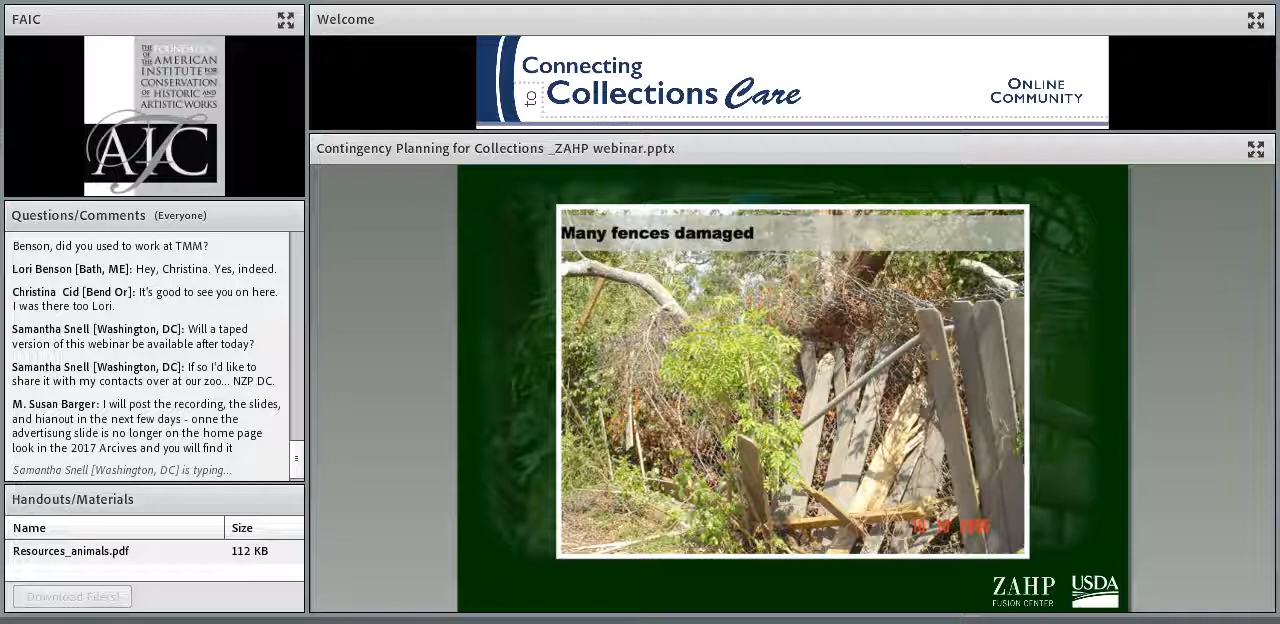 FAIC
THE FOUNDATION
OF THE AMERICAN
INSTITUTE FOR
CONSERVATION
OF HISTORIC AND
ARTISTIC WORKS
AIC
Questions/Comments (Everyone)
Benson, did you used to work at TMM?
Lori Benson [Bath, ME]: Hey, Christina. Yes, indeed.
Christina Cid [Bend Or]: It's good to see you on here.
I was there too Lori.
Samantha Snell [Washington, DC]: Will a taped
version of this webinar be available after today?
Samantha Snell [Washington, DC]: If so I'd like to
share it with my contacts over at our zoo... NZP DC.
M. Susan Barger: I will post the recording, the slides,
and hianout in the next few days - onne the
advertisung slide is no longer on the home page
look in the 2017 Arcives and you will find it
Samantha Snell [Washington, DC] is typing...
Handouts/Materials
Name Size
Resources_animals.pdf 112 KB
Download File(s)
Welcome
Connecting
to Collections Care
ONLINE
COMMUNITY
Contingency Planning for Collections _ZAHP webinar.pptx
Many fences damaged
ZAHP
FUSION CENTER
USDA